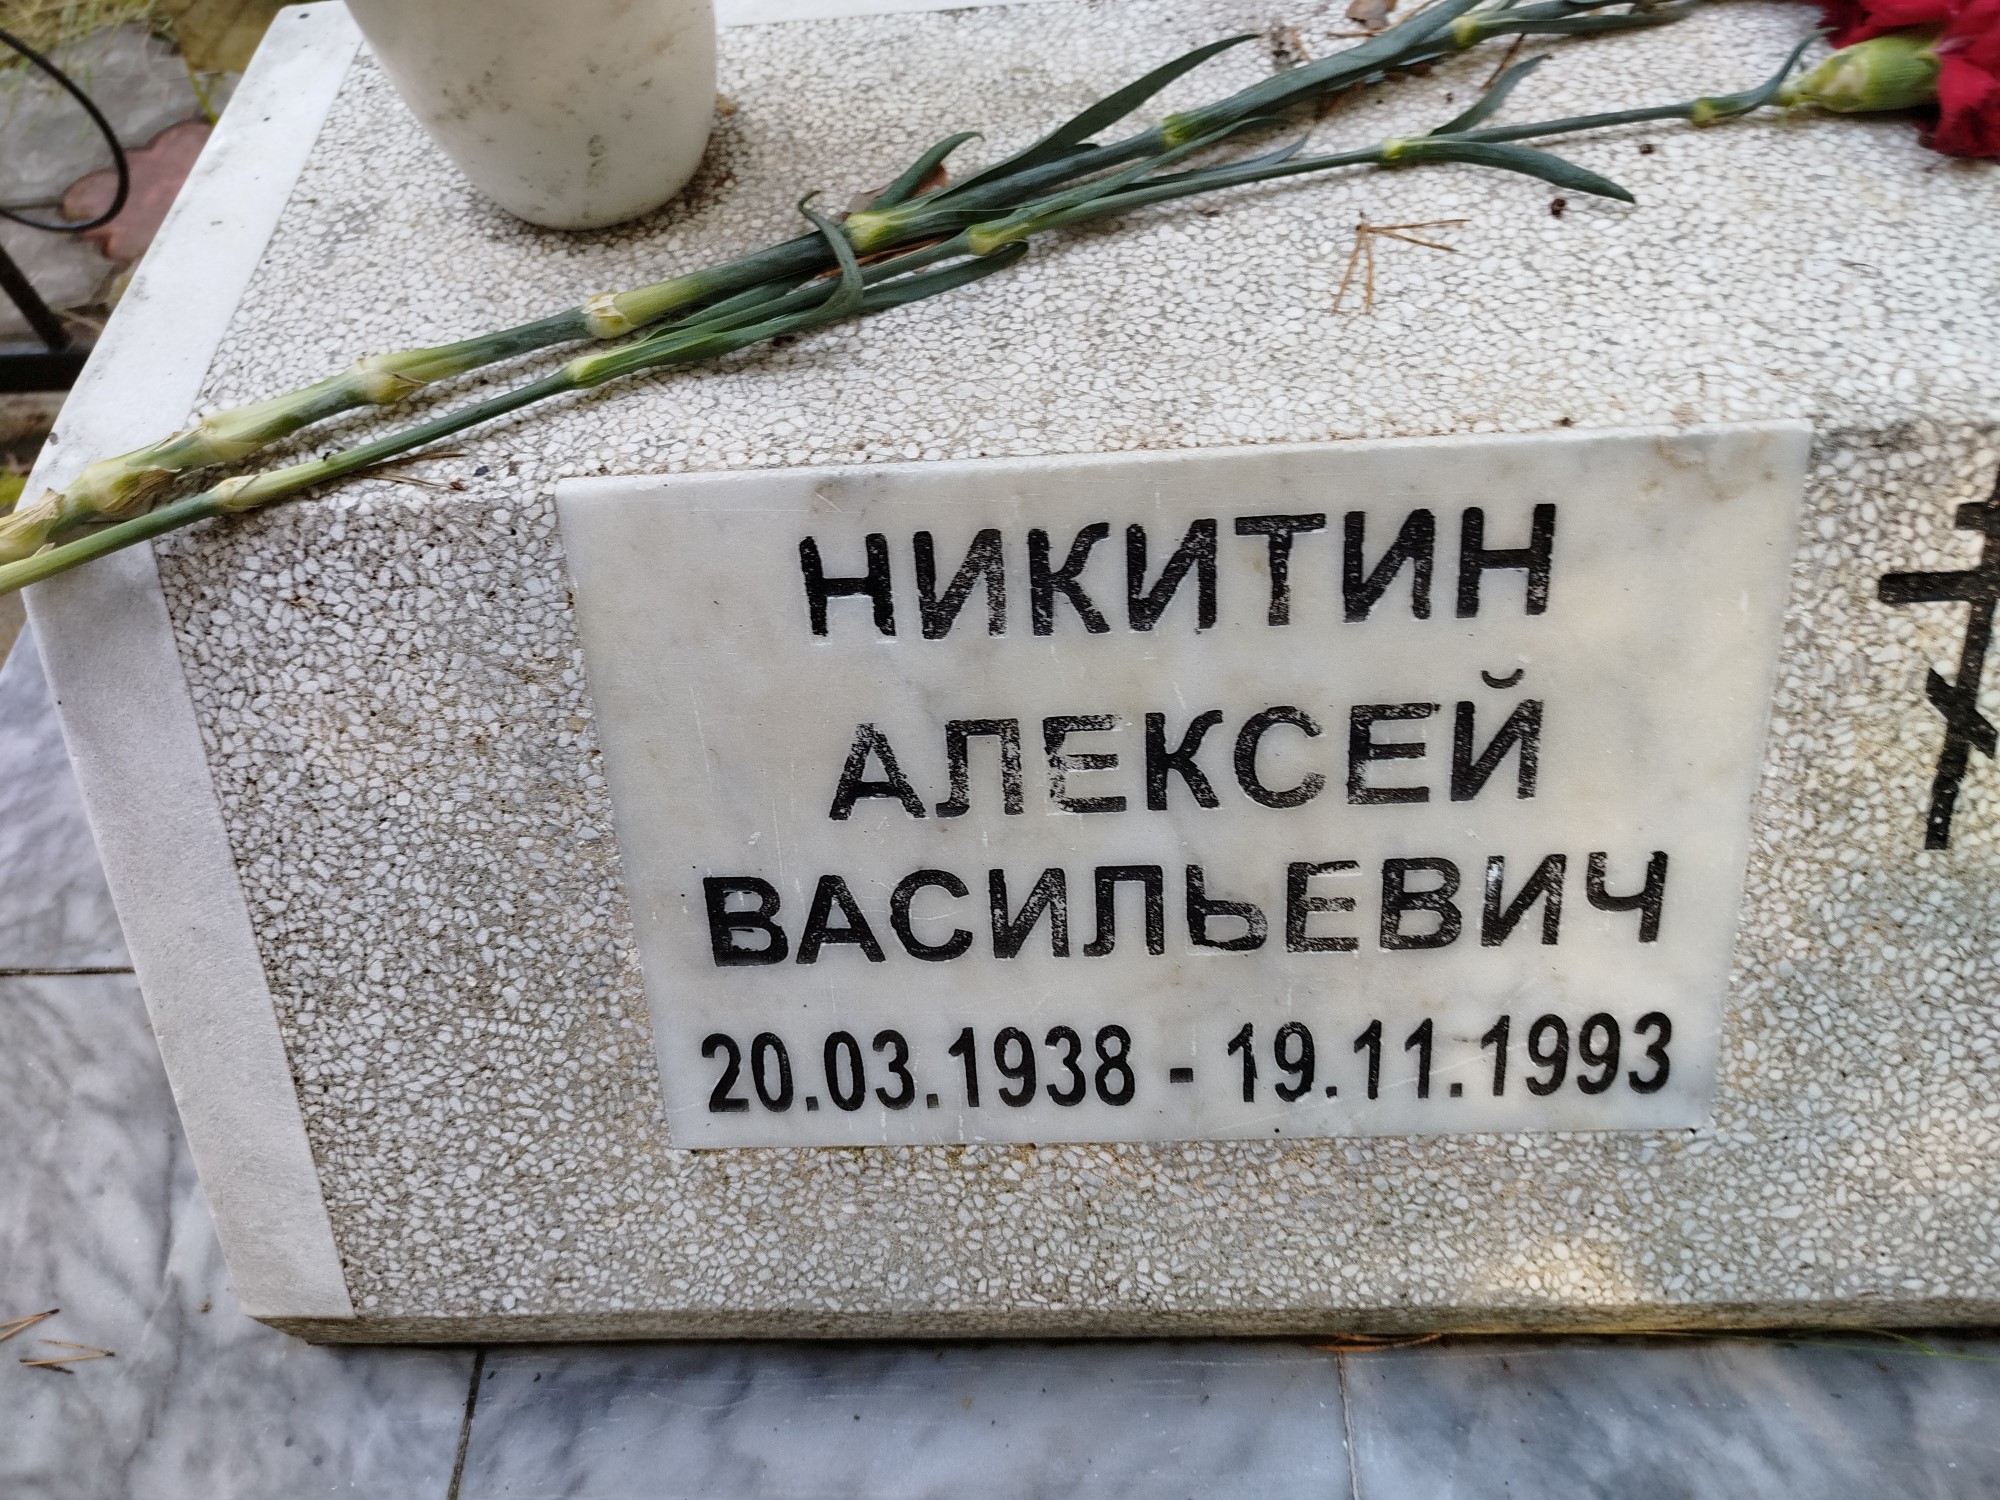 НИКИТИН
АЛЕКСЕЙ
ВАСИЛЬЕВИЧ
20.03.1938 - 19.11.1993